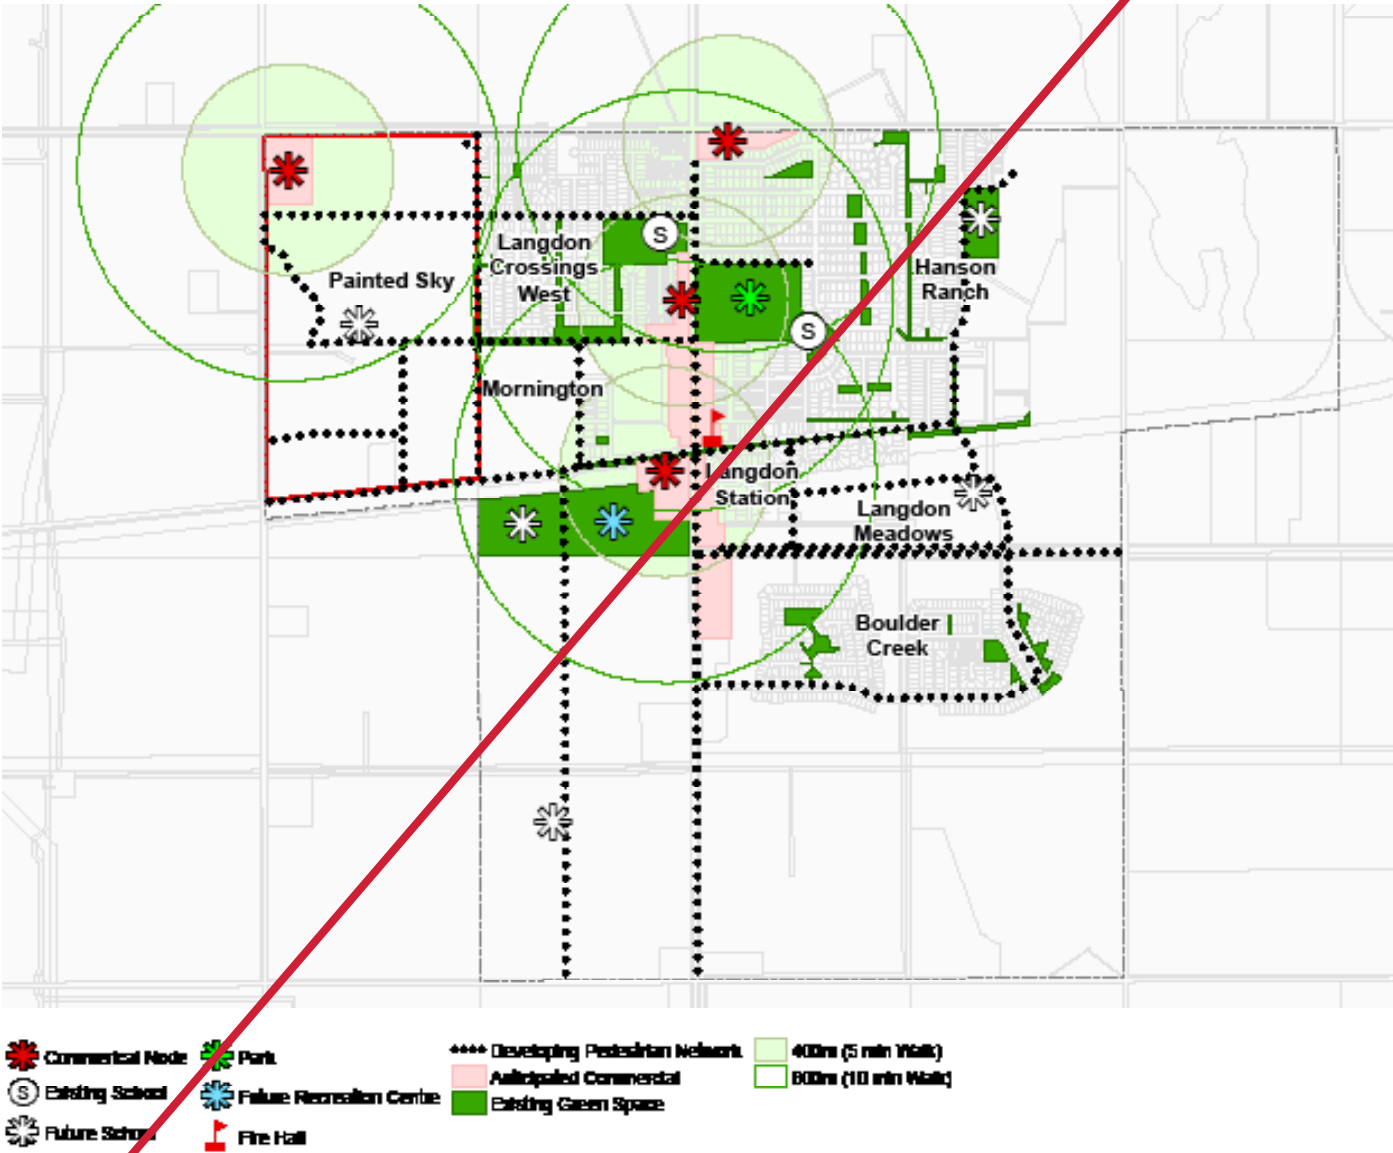 S
Langdon
Crossings
West
Hanson
Ranch
Painted Sky
S
Mornington
Langdon
Station
Langdon
Meadows
Boulder
Creek
Commerical Node
Park
Developing Pedestrian Network
400m (5 min Walk)
Anticipated Commercial
800m (10 min Walk)
S Existing School
Future Recreation Centre
Existing Green Space
Future School
Fire Hall